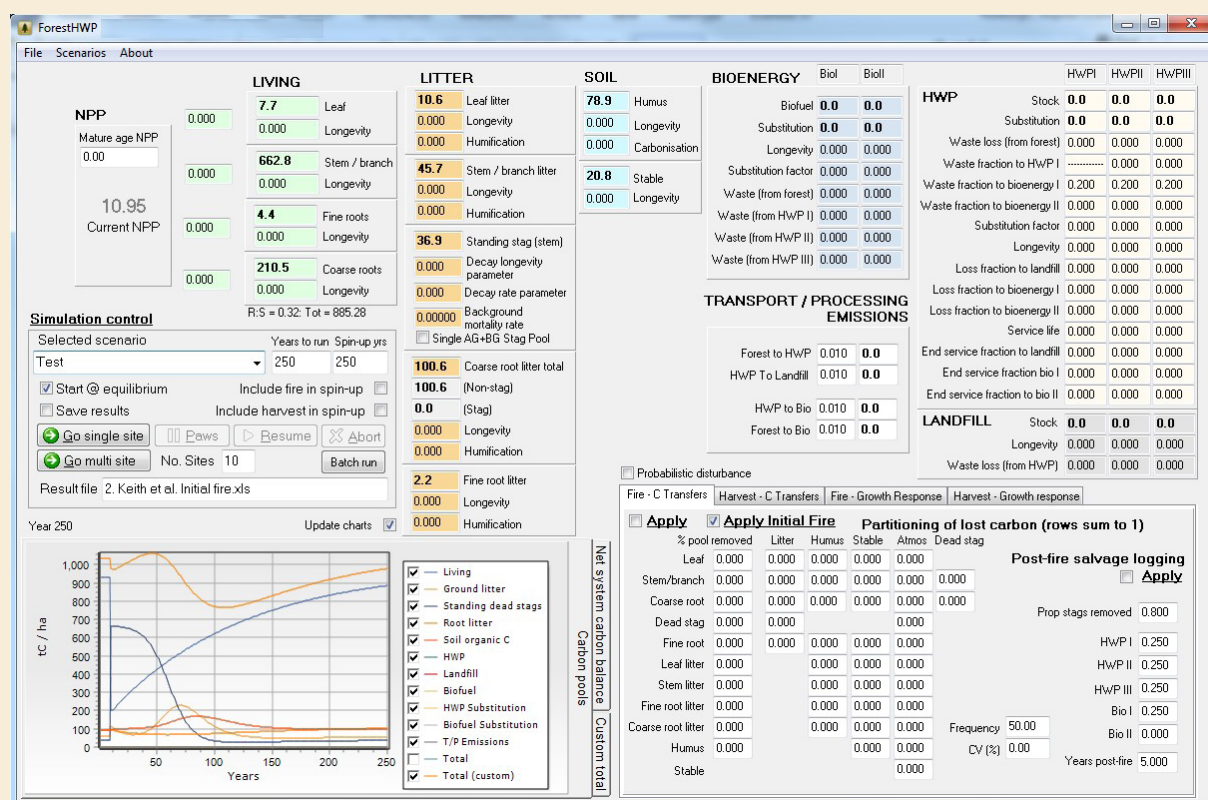 ForestHWP
File Scenarios About
NPP
Mature age NPP
0.00
10.95
Current NPP
0.000
0.000
0.000
0.000
LIVING
7.7 Leaf
0.000 Longevity
662.8 Stem / branch
0.000 Longevity
4.4 Fine roots
0.000 Longevity
210.5 Coarse roots
0.000 Longevity
R:S = 0.32: Tot = 885.28
LITTER
10.6 Leaf litter
0.000 Longevity
0.000 Humification
45.7 Stem / branch litter
0.000 Longevity
0.000 Humification
36.9 Standing stag (stem)
0.000 Decay longevity parameter
0.000 Decay rate parameter
0.00000 Background mortality rate
Single AG+BG Stag Pool
100.6 Coarse root litter total
100.6 (Non-stag)
0.0 (Stag)
0.000 Longevity
0.000 Humification
2.2 Fine root litter
0.000 Longevity
0.000 Humification
SOIL
78.9 Humus
0.000 Longevity
0.000 Carbonisation
20.8 Stable
0.000 Longevity
BIOENERGY BioI BioII
Biofuel 0.0 0.0
Substitution 0.0 0.0
Longevity 0.000 0.000
Substitution factor 0.000 0.000
Waste (from forest) 0.000 0.000
Waste (from HWP I) 0.000 0.000
Waste (from HWP II) 0.000 0.000
Waste (from HWP III) 0.000 0.000
TRANSPORT / PROCESSING
EMISSIONS
Forest to HWP 0.010 0.0
HWP To Landfill 0.010 0.0
HWP to Bio 0.010 0.0
Forest to Bio 0.010 0.0
HWPI HWPII HWPIII
HWP Stock 0.0 0.0 0.0
Substitution 0.0 0.0 0.0
Waste loss (from forest) 0.000 0.000 0.000
Waste fraction to HWP I ------------ 0.000 0.000
Waste fraction to bioenergy I 0.200 0.200 0.200
Waste fraction to bioenergy II 0.000 0.000 0.000
Substitution factor 0.000 0.000 0.000
Longevity 0.000 0.000 0.000
Loss fraction to landfill 0.000 0.000 0.000
Loss fraction to bioenergy I 0.000 0.000 0.000
Loss fraction to bioenergy II 0.000 0.000 0.000
Service life 0.000 0.000 0.000
End service fraction to landfill 0.000 0.000 0.000
End service fraction bio I 0.000 0.000 0.000
End service fraction to bio II 0.000 0.000 0.000
LANDFILL Stock 0.0 0.0 0.0
Longevity 0.000 0.000 0.000
Waste loss (from HWP) 0.000 0.000 0.000
Simulation control
Selected scenario Years to run Spin-up yrs
Test 250 250
Start @ equilibrium Include fire in spin-up
Save results Include harvest in spin-up
Go single site Paws Resume Abort
Go multi site No. Sites 10 Batch run
Result file 2. Keith et al. Initial fire.xls
Year 250 Update charts
tC / ha
1,000
900
800
700
600
500
400
300
200
100
0
50 100 150 200 250
Years
Living
Ground litter
Standing dead stags
Root litter
Soil organic C
HWP
Landfill
Biofuel
HWP Substitution
Biofuel Substitution
T/P Emissions
Total
Total (custom)
Carbon pools
Net system carbon balance
Custom total
Probabilistic disturbance
Fire - C Transfers Harvest - C Transfers Fire - Growth Response Harvest - Growth response
Apply Apply Initial Fire Partitioning of lost carbon (rows sum to 1)
% pool removed Litter Humus Stable Atmos Dead stag
Leaf 0.000 0.000 0.000 0.000 0.000
Stem/branch 0.000 0.000 0.000 0.000 0.000 0.000
Coarse root 0.000 0.000 0.000 0.000 0.000 0.000
Dead stag 0.000 0.000 0.000
Fine root 0.000 0.000 0.000 0.000 0.000
Leaf litter 0.000 0.000 0.000 0.000
Stem litter 0.000 0.000 0.000 0.000
Fine root litter 0.000 0.000 0.000 0.000
Coarse root litter 0.000 0.000 0.000 0.000
Humus 0.000 0.000 0.000
Stable 0.000
Frequency 50.00
CV (%) 0.00
Post-fire salvage logging
Apply
Prop stags removed 0.800
HWP I 0.250
HWP II 0.250
HWP III 0.250
Bio I 0.250
Bio II 0.000
Years post-fire 5.000